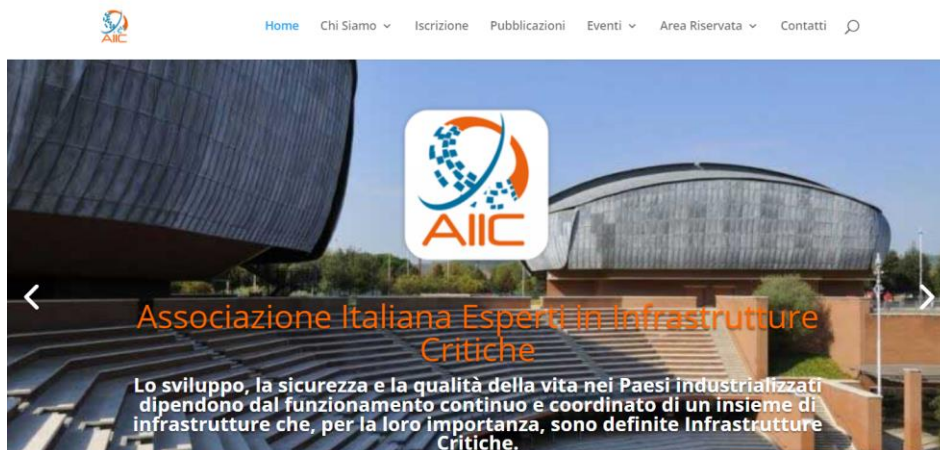 AIIC
Home Chi Siamo Iscrizione Pubblicazioni Eventi Area Riservata Contatti
AIIC
Associazione Italiana Esperti in Infrastrutture
Critiche
Lo sviluppo, la sicurezza e la qualità della vita nei Paesi industrializzati
dipendono dal funzionamento continuo e coordinato di un insieme di
infrastrutture che, per la loro importanza, sono definite Infrastrutture
Critiche.